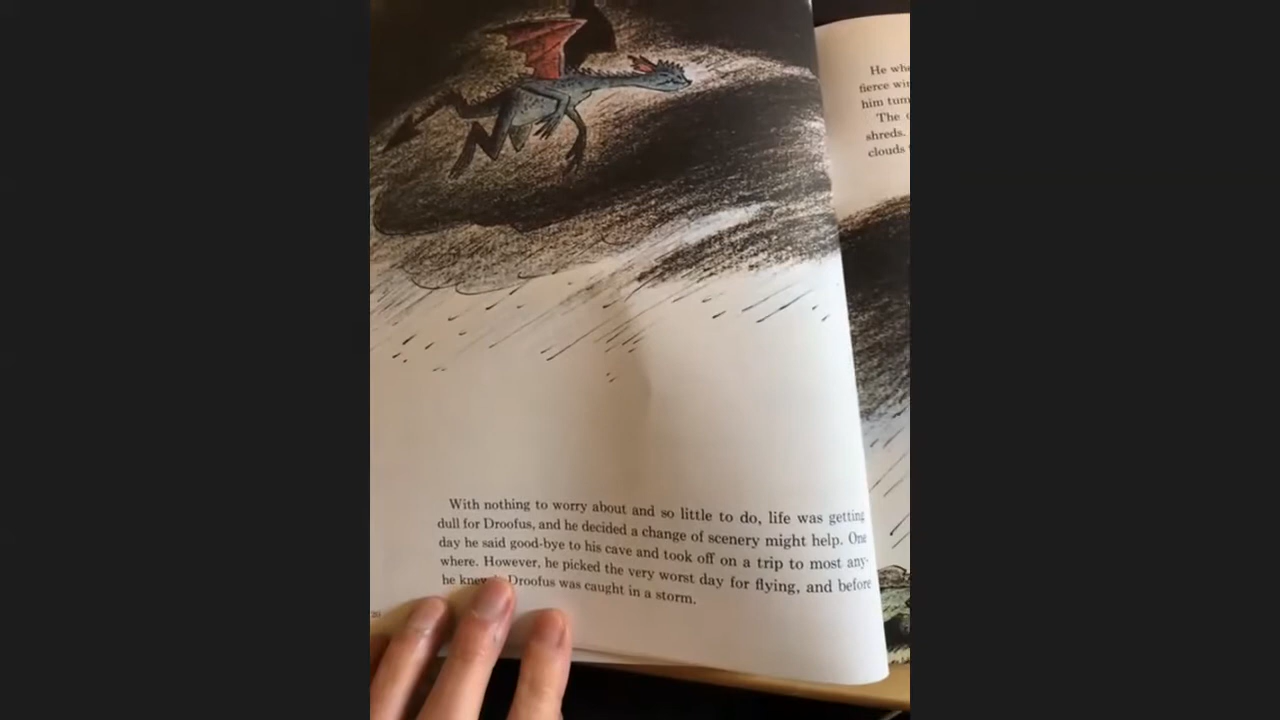 With nothing to worry about and so little to do, life was getting
dull for Droofus, and he decided a change of scenery might help. One
day he said good-bye to his cave and took off on a trip to most any-
where. However, he picked the very worst day for flying, and before
he knew Droofus was caught in a storm.
20
He
fierce
him
The
shreds.
clouds